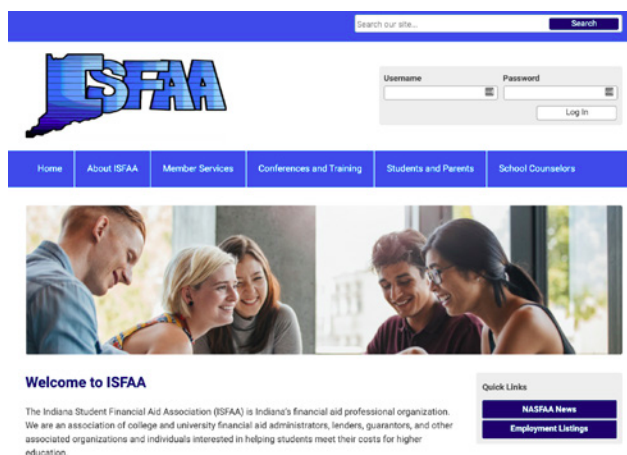 Search our site...
Search
ISFAA
Username
Password
Log In
Home
About ISFAA
Member Services
Conferences and Training
Students and Parents
School Counselors
Welcome to ISFAA
The Indiana Student Financial Aid Association (ISFAA) is Indiana's financial aid professional organization.
We are an association of college and university financial aid administrators, lenders, guarantors, and other
associated organizations and individuals interested in helping students meet their costs for higher
education.
Quick Links
NASFAA News
Employment Listings